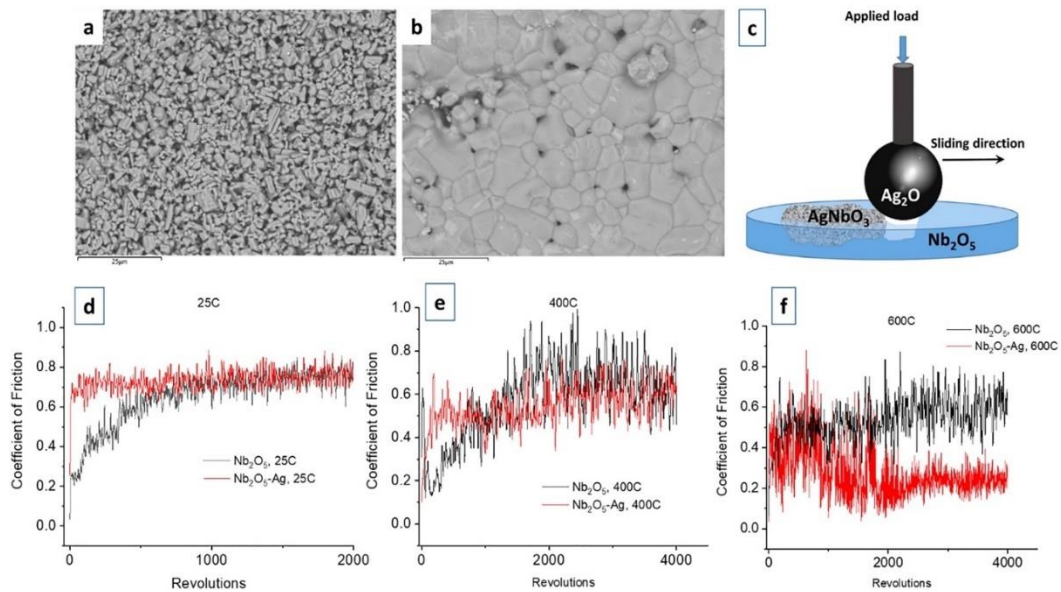 a
25µm
b
25µm
c
Applied load
Sliding direction
Ag₂O
AgNbO₃
Nb₂O₅
d
25C
Coefficient of Friction
1.0
0.8
0.6
0.4
0.2
0.0
Nb₂O₅, 25C
Nb₂O₅-Ag, 25C
0
1000
2000
Revolutions
e
400C
Coefficient of Friction
1.0
0.8
0.6
0.4
0.2
0.0
Nb₂O₅, 400C
Nb₂O₅-Ag, 400C
0
2000
4000
Revolutions
f
600C
Nb₂O₅, 600C
Nb₂O₅-Ag, 600C
Coefficient of Friction
1.0
0.8
0.6
0.4
0.2
0.0
0
2000
4000
Revolutions